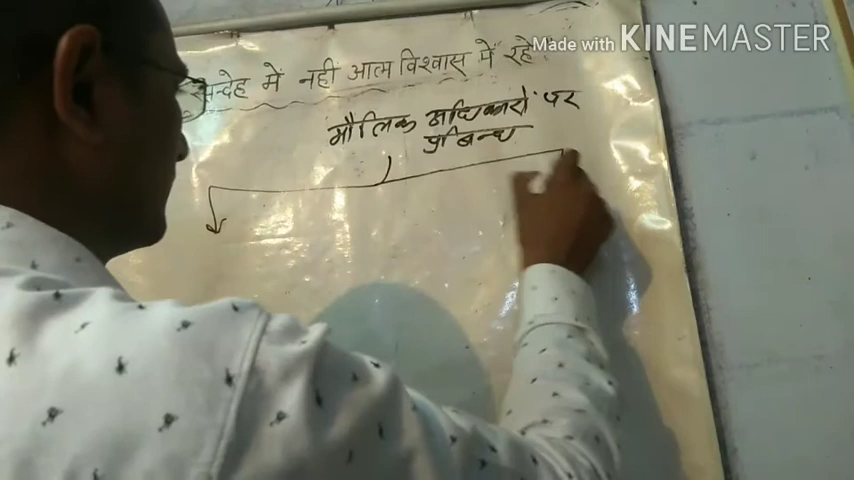 Made with KINEMASTER
सन्देह में नहीं आत्म विश्वास में रहें
मौलिक अधिकारों पर
प्रतिबन्ध